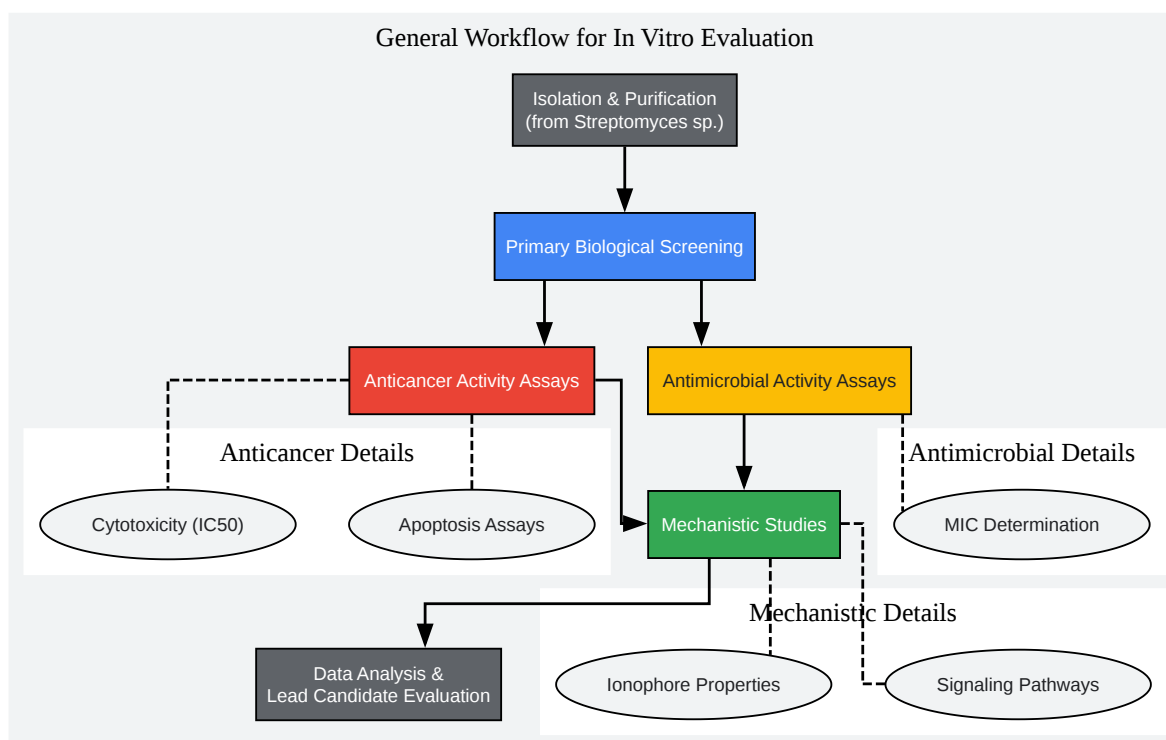 General Workflow for In Vitro Evaluation
Isolation & Purification
(from Streptomyces sp.)
Primary Biological Screening
Anticancer Activity Assays
Antimicrobial Activity Assays
Anticancer Details
Antimicrobial Details
Cytotoxicity (IC50)
Apoptosis Assays
Mechanistic Studies
MIC Determination
Mechanistic Details
Data Analysis &
Lead Candidate Evaluation
Ionophore Properties
Signaling Pathways